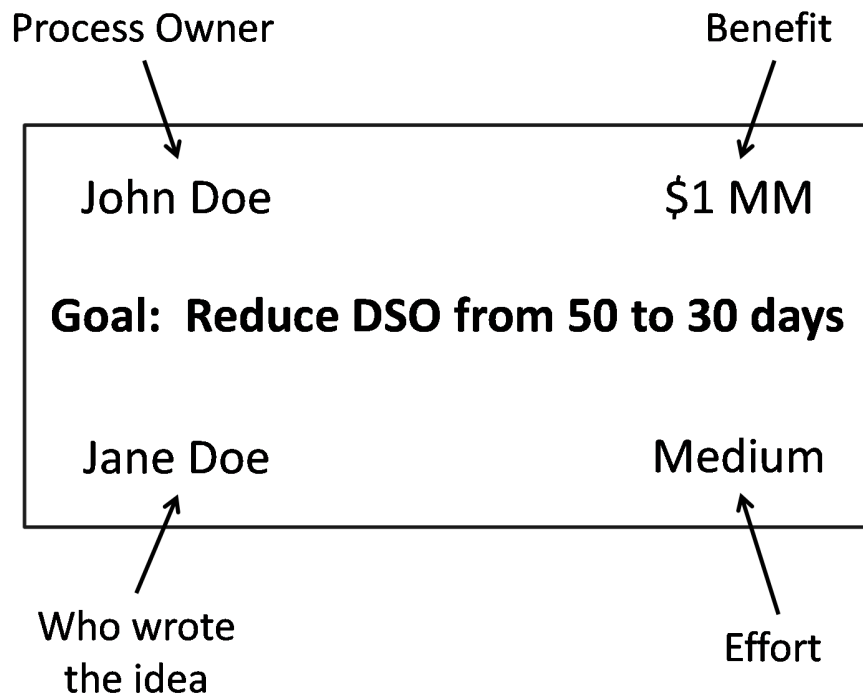 Process Owner
Benefit
John Doe
$1 MM
Goal: Reduce DSO from 50 to 30 days
Jane Doe
Medium
Who wrote
the idea
Effort